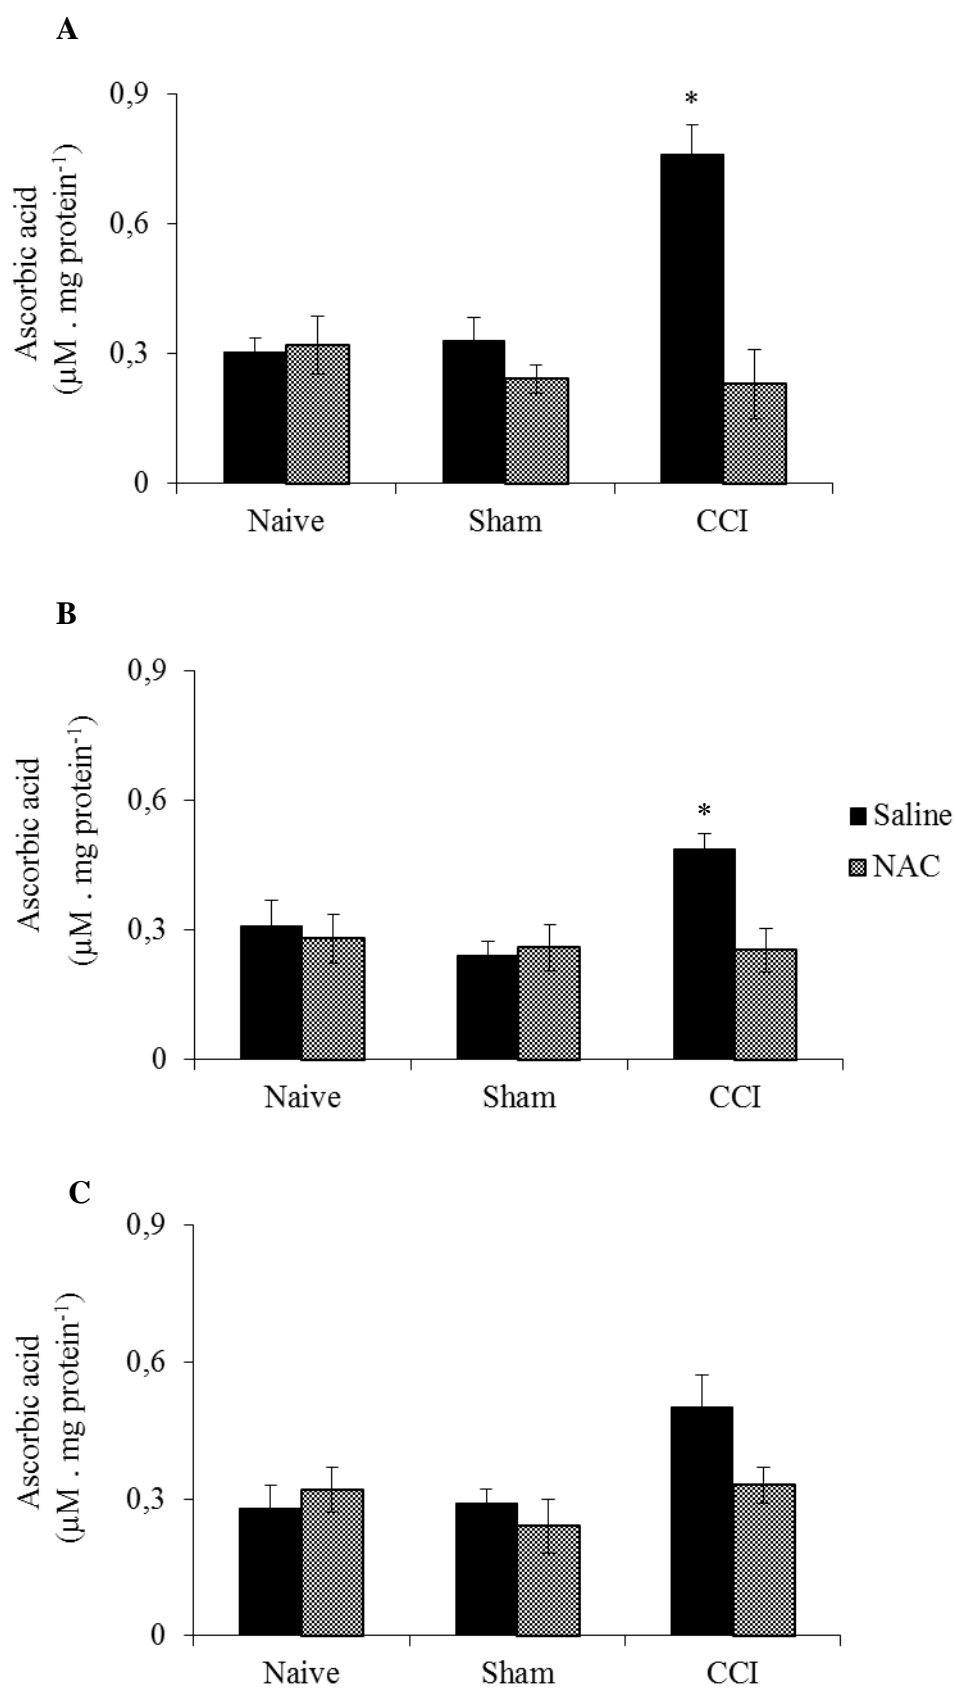 A
0,9
*
0,6
0,3
0
Ascorbic acid
(µM . mg protein⁻¹)
Naive Sham CCI
B
0,9
0,6
*
0,3
0
Ascorbic acid
(µM . mg protein⁻¹)
Saline
NAC
Naive Sham CCI
C
0,9
0,6
0,3
0
Ascorbic acid
(µM . mg protein⁻¹)
Naive Sham CCI